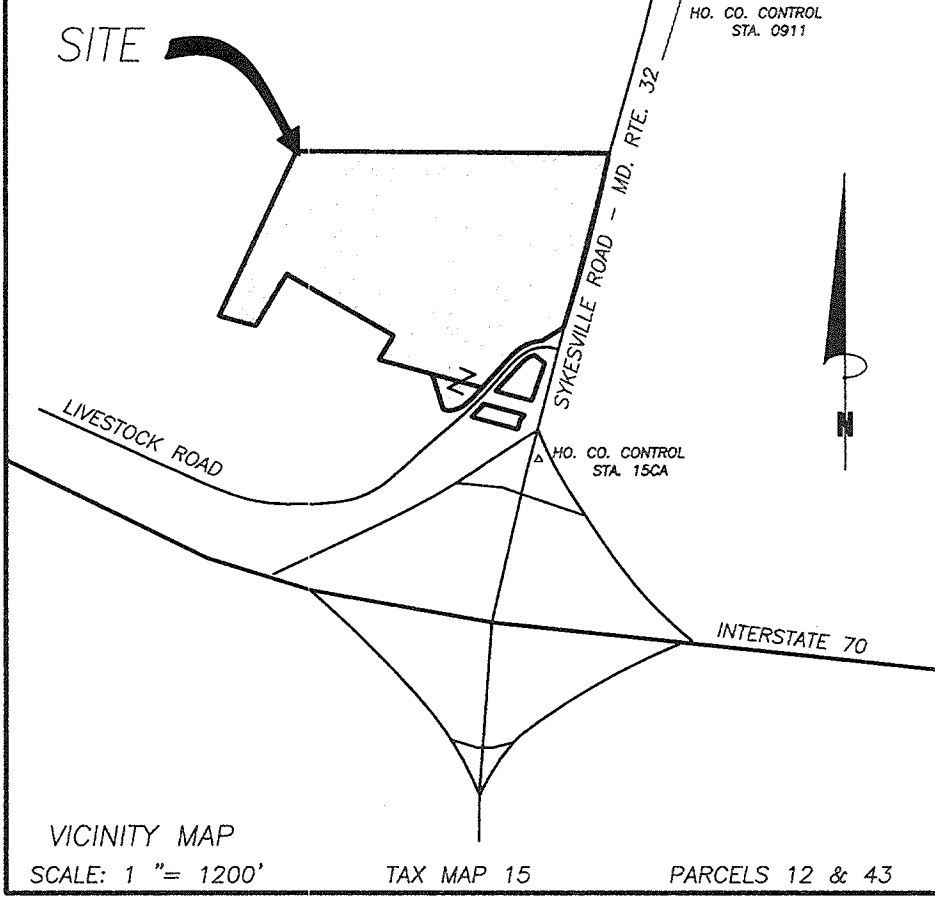 HO. CO. CONTROL
STA. 0911
SITE
SYKESVILLE ROAD - MD. RTE. 32
N
LIVESTOCK ROAD
HO. CO. CONTROL
STA. 15CA
INTERSTATE 70
VICINITY MAP
SCALE: 1 "= 1200'
TAX MAP 15
PARCELS 12 & 43